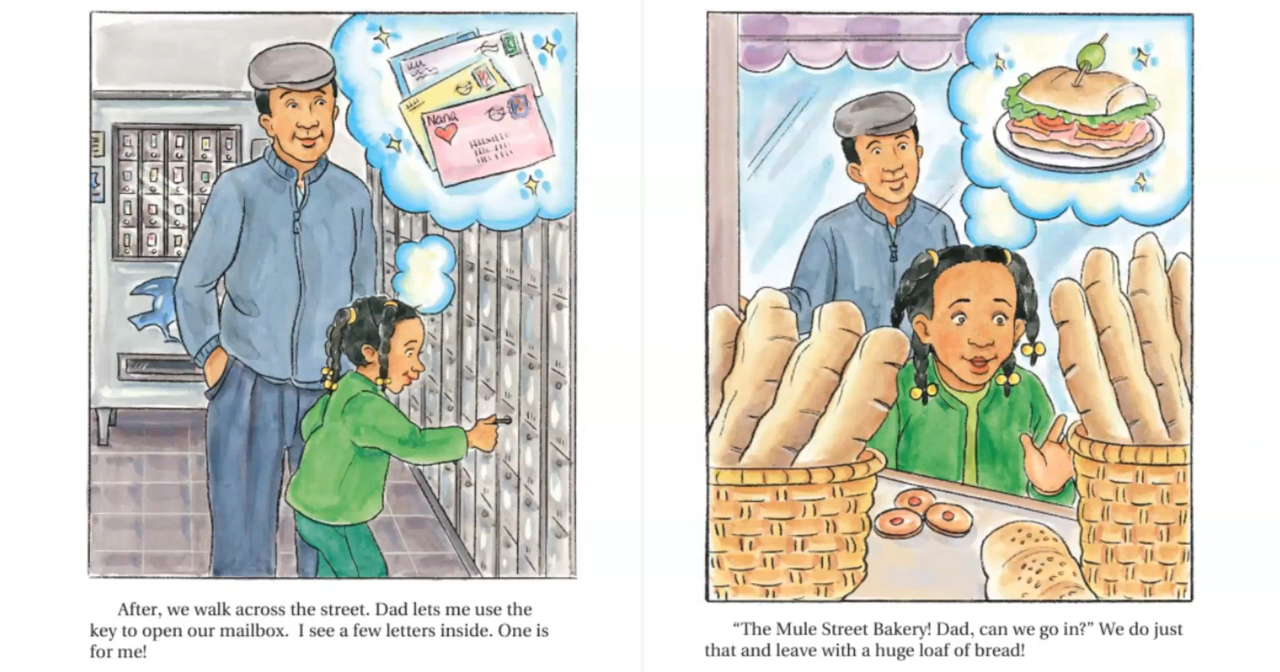 Nana
After, we walk across the street. Dad lets me use the
key to open our mailbox.  I see a few letters inside. One is
for me!
“The Mule Street Bakery! Dad, can we go in?” We do just
that and leave with a huge loaf of bread!